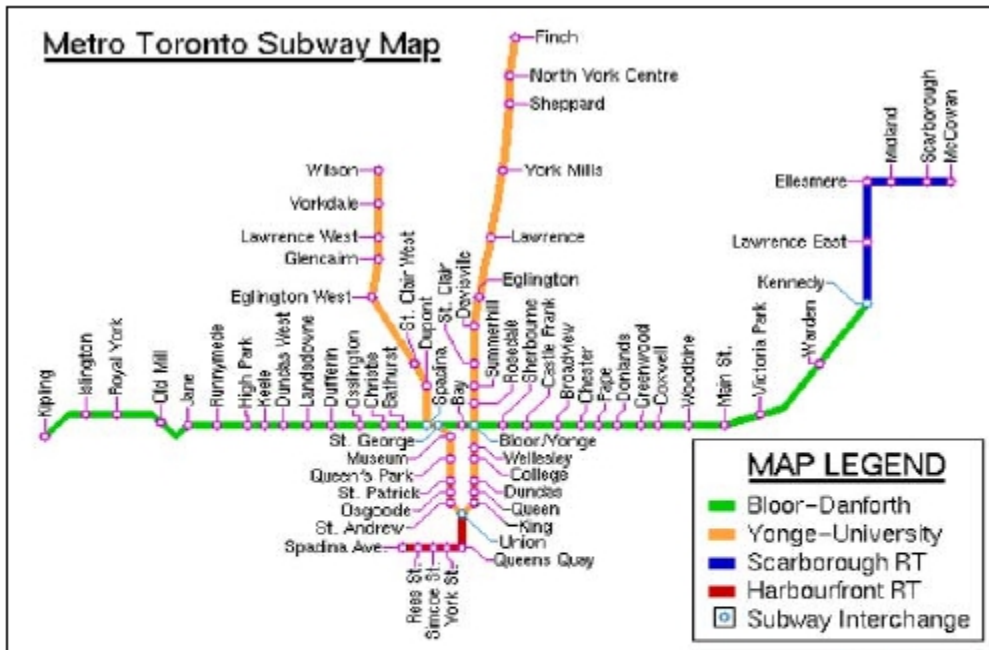 Metro Toronto Subway Map
Finch
North York Centre
Sheppard
York Mills
Lawrence
Eglington
Wilson
Yorkdale
Lawrence West
Glencairn
Eglington West
St. Clair West
Dupont
Spadina
St. Clair
Davisville
Bay
Summerhill
Rosedale
Sherbourne
Castle Frank
Broadview
Chester
Pape
Donlands
Greenwood
Coxwell
Woodbine
Main St.
Victoria Park
Warden
Kennedy
Lawrence East
Ellesmere
Midland
Scarborough
McCowan
Kipling
Islington
Royal York
Old Mill
Jane
Runnymede
High Park
Keele
Dundas West
Landsdowne
Dufferin
Osslington
Christie
Bathurst
St. George
Museum
Queen's Park
St. Patrick
Osgoode
St. Andrew
Spadina Ave.
Rees St.
Simcoe St.
York St.
Bloor/Yonge
Wellesley
College
Dundas
Queen
King
Union
Queens Quay
MAP LEGEND
Bloor-Danforth
Yonge-University
Scarborough RT
Harbourfront RT
Subway Interchange